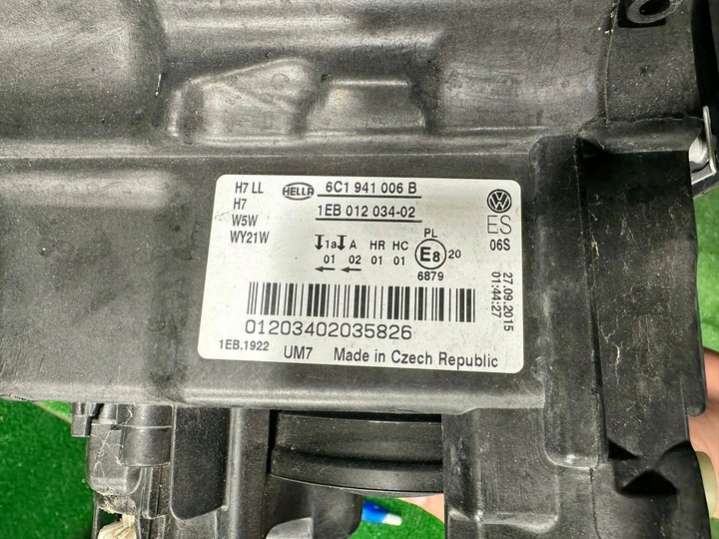 H7 LL
H7
W5W
WY21W
HELLA
6C1 941 006 B
1EB 012 034-02
1a A HR HC
01 02 01 01
PL
E8 20
6879
VW
ES
06S
27.09.2015
01:44:27
01203402035826
1EB.1922
UM7 Made in Czech Republic